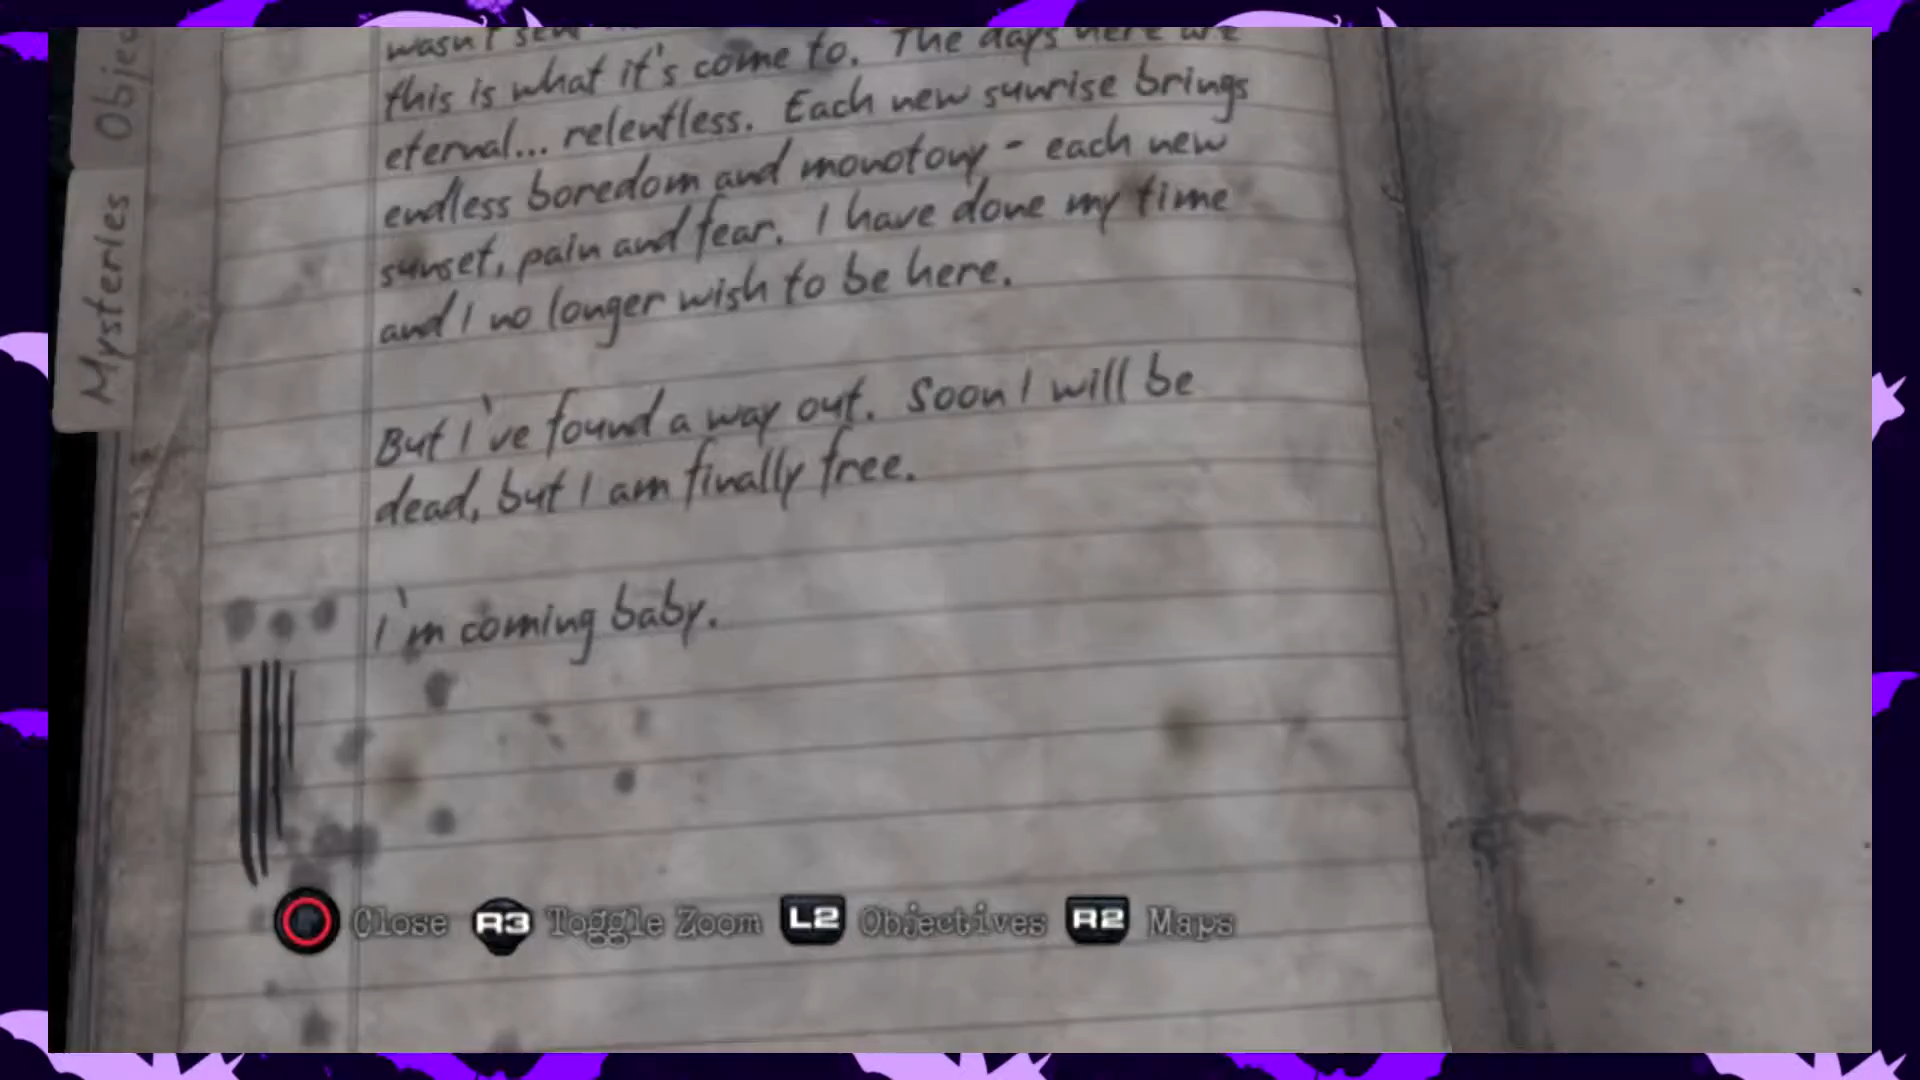 Objec
Mysteries
wasn't
this is what it's come to. The days here are
eternal... relentless. Each new sunrise brings
endless boredom and monotony - each new
sunset, pain and fear. I have done my time
and I no longer wish to be here.
But I've found a way out. Soon I will be
dead, but I am finally free.
I'm coming baby.
Close R3 Toggle Zoom L2 Objectives R2 Maps